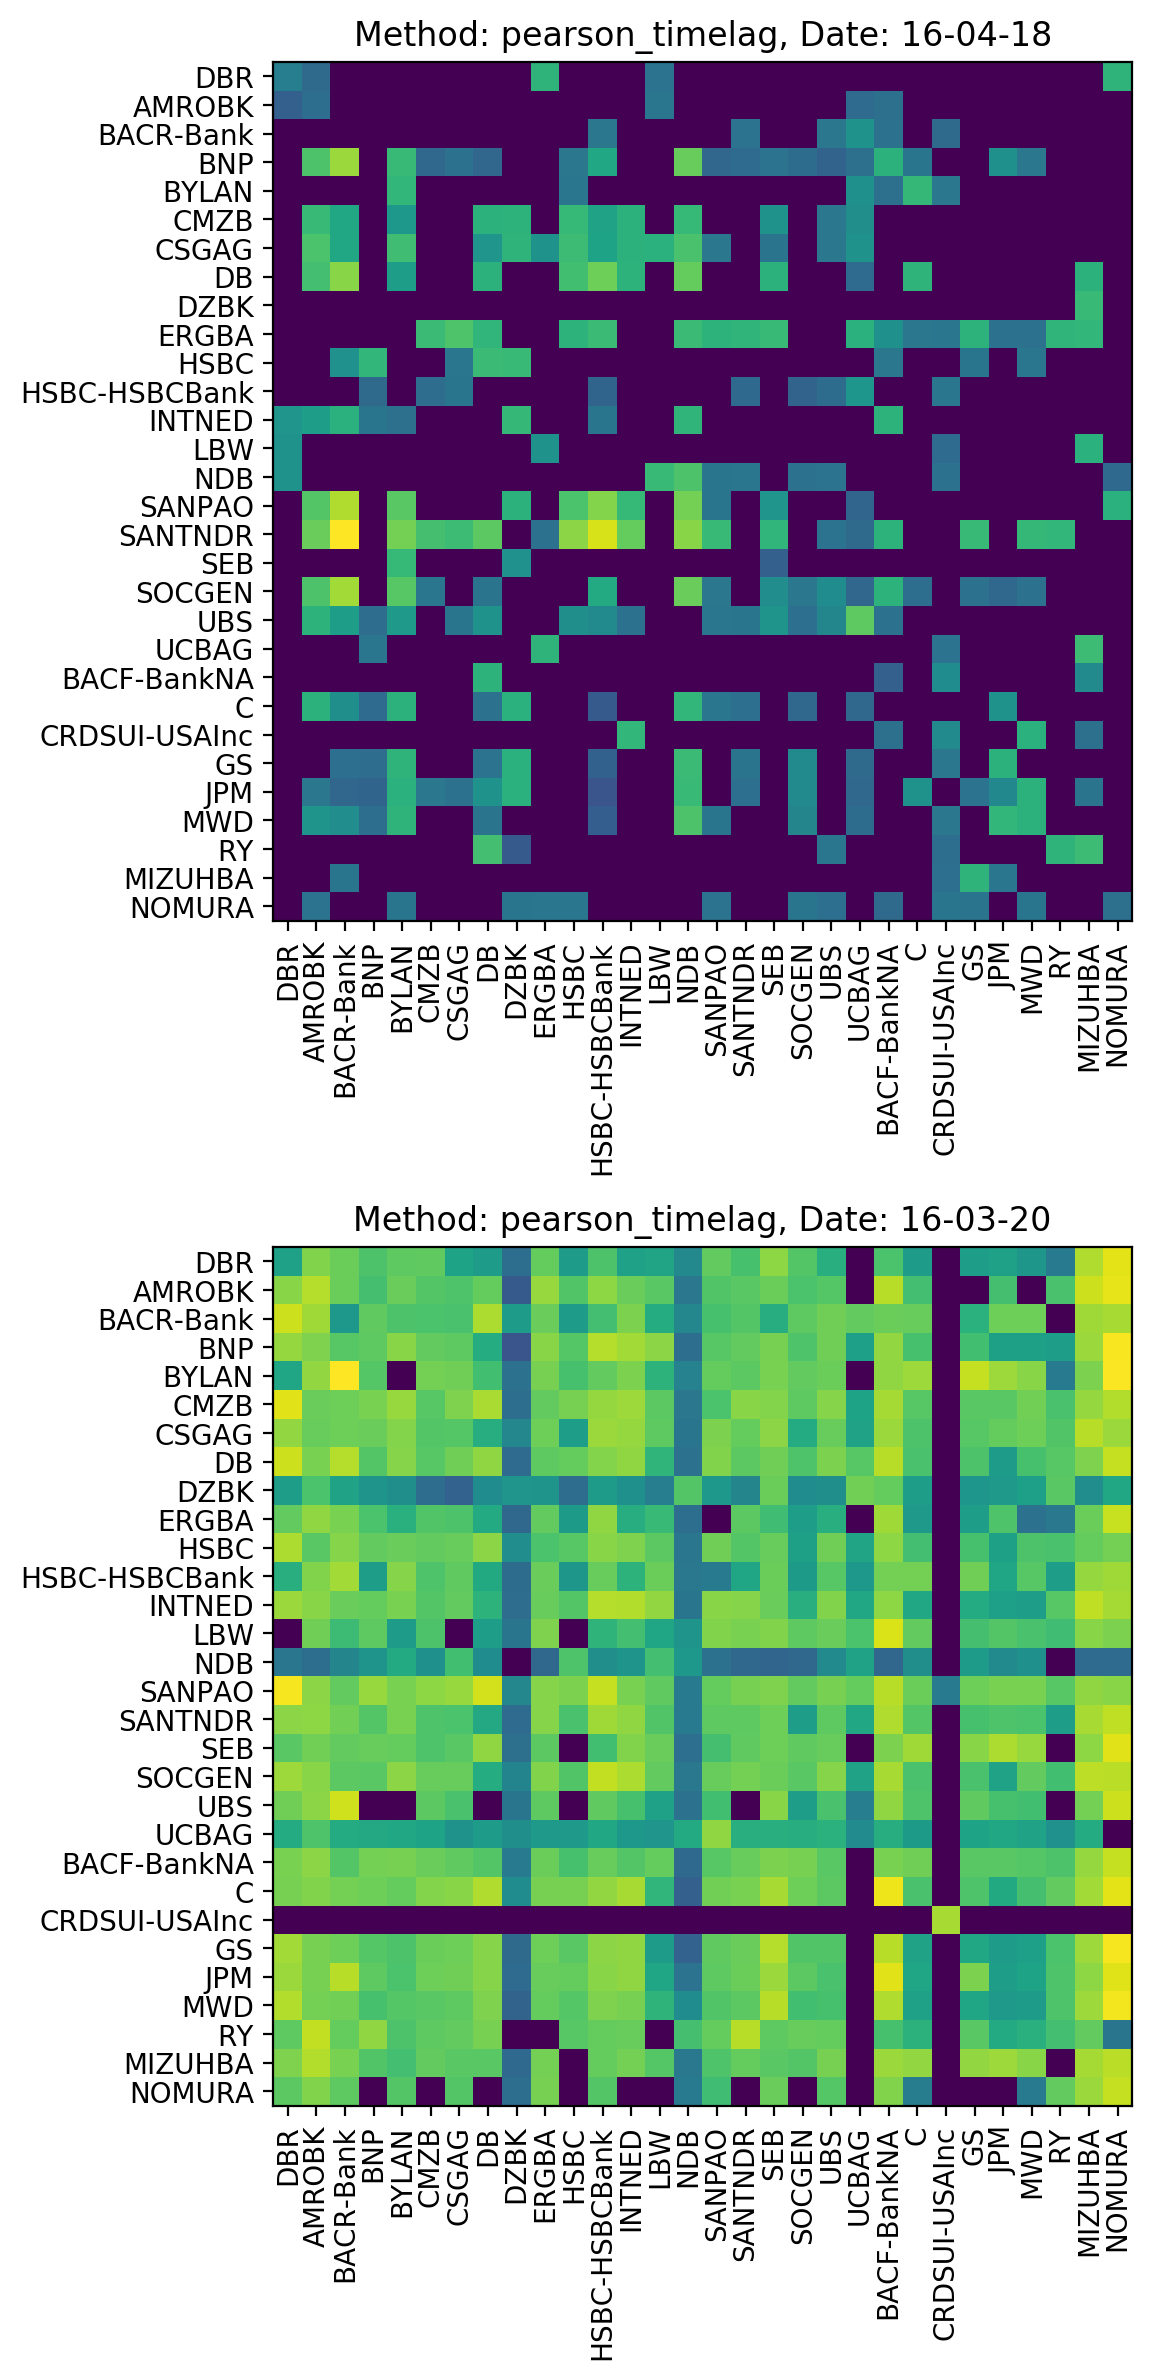 Method: pearson_timelag, Date: 16-04-18
DBR
AMROBK
BACR-Bank
BNP
BYLAN
CMZB
CSGAG
DB
DZBK
ERGBA
HSBC
HSBC-HSBCBank
INTNED
LBW
NDB
SANPAO
SANTNDR
SEB
SOCGEN
UBS
UCBAG
BACF-BankNA
C
CRDSUI-USAInc
GS
JPM
MWD
RY
MIZUHBA
NOMURA
DBR
AMROBK
BACR-Bank
BNP
BYLAN
CMZB
CSGAG
DB
DZBK
ERGBA
HSBC
HSBC-HSBCBank
INTNED
LBW
NDB
SANPAO
SANTNDR
SEB
SOCGEN
UBS
UCBAG
BACF-BankNA
C
CRDSUI-USAInc
GS
JPM
MWD
RY
MIZUHBA
NOMURA
Method: pearson_timelag, Date: 16-03-20
DBR
AMROBK
BACR-Bank
BNP
BYLAN
CMZB
CSGAG
DB
DZBK
ERGBA
HSBC
HSBC-HSBCBank
INTNED
LBW
NDB
SANPAO
SANTNDR
SEB
SOCGEN
UBS
UCBAG
BACF-BankNA
C
CRDSUI-USAInc
GS
JPM
MWD
RY
MIZUHBA
NOMURA
DBR
AMROBK
BACR-Bank
BNP
BYLAN
CMZB
CSGAG
DB
DZBK
ERGBA
HSBC
HSBC-HSBCBank
INTNED
LBW
NDB
SANPAO
SANTNDR
SEB
SOCGEN
UBS
UCBAG
BACF-BankNA
C
CRDSUI-USAInc
GS
JPM
MWD
RY
MIZUHBA
NOMURA